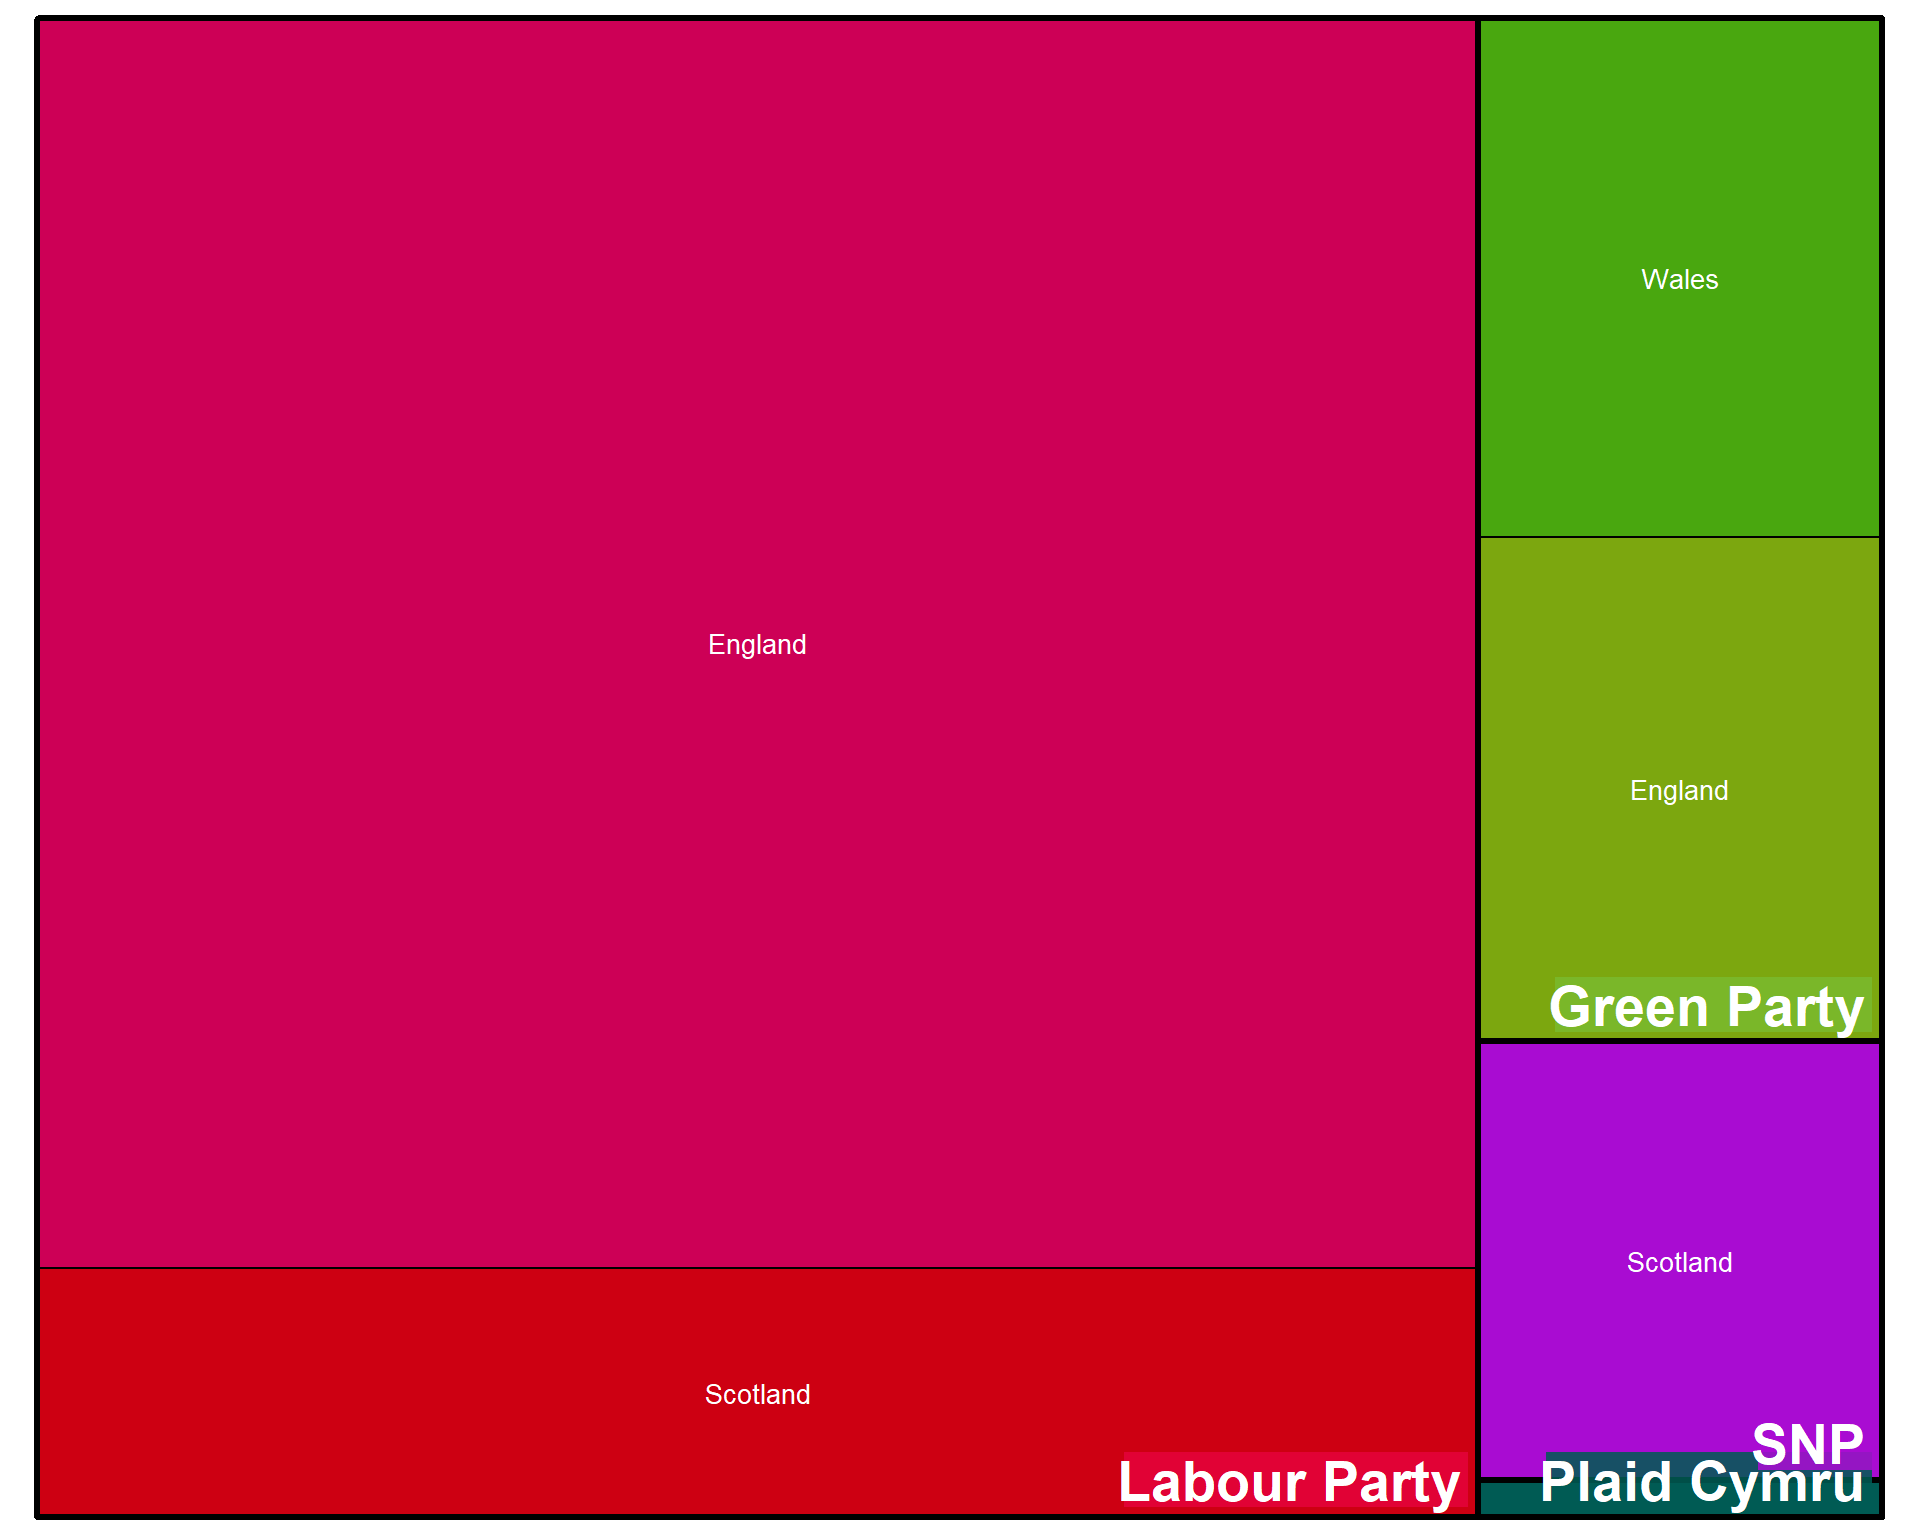 England
Scotland
Labour Party
Wales
England
Green Party
Scotland
SNP
Plaid Cymru